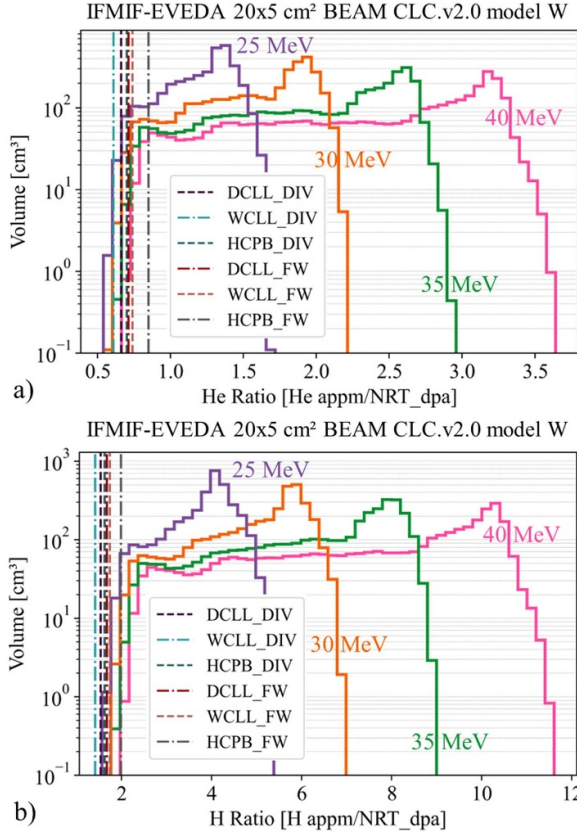 IFMIF-EVEDA 20x5 cm² BEAM CLC.v2.0 model W
Volume [cm³]
10³
10²
10¹
10⁰
10⁻¹
25 MeV
30 MeV
35 MeV
40 MeV
DCLL_DIV
WCLL_DIV
HCPB_DIV
DCLL_FW
WCLL_FW
HCPB_FW
0.5 1.0 1.5 2.0 2.5 3.0 3.5
He Ratio [He appm/NRT_dpa]
a)
IFMIF-EVEDA 20x5 cm² BEAM CLC.v2.0 model W
Volume [cm³]
10³
10²
10¹
10⁰
10⁻¹
25 MeV
40 MeV
30 MeV
35 MeV
DCLL_DIV
WCLL_DIV
HCPB_DIV
DCLL_FW
WCLL_FW
HCPB_FW
2 4 6 8 10 12
H Ratio [H appm/NRT_dpa]
b)